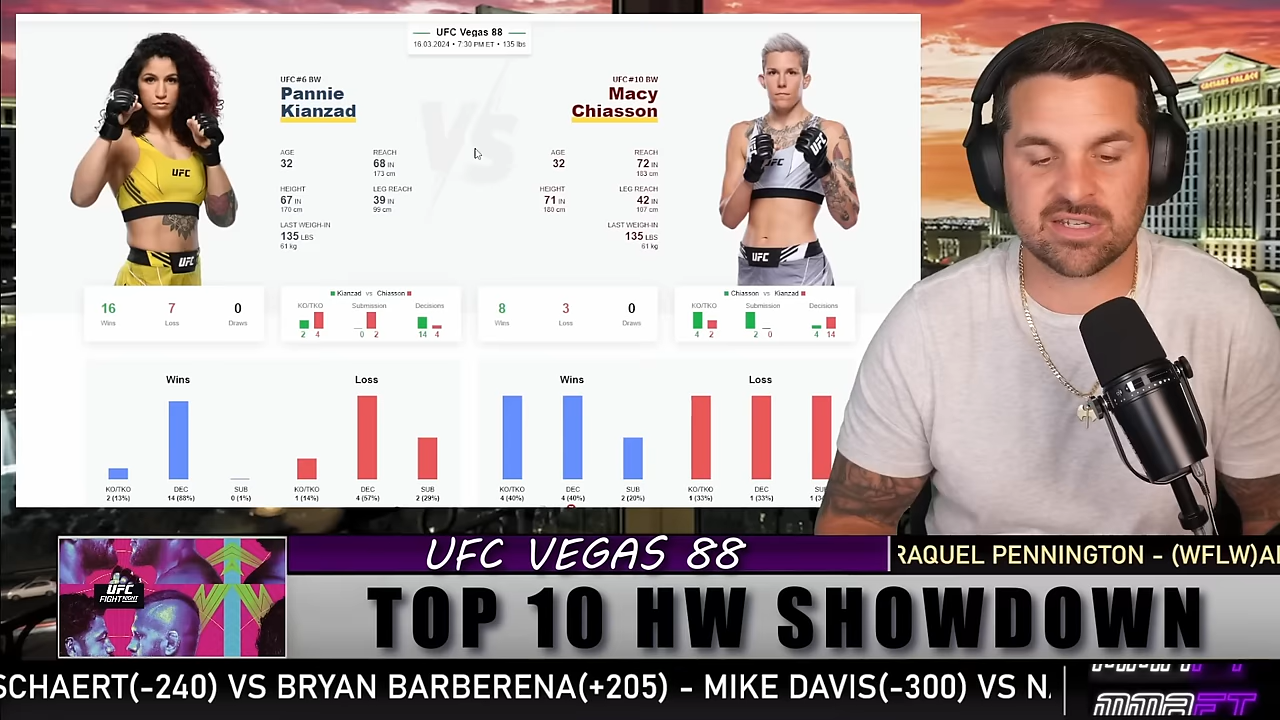 UFC Vegas 88
16.03.2024 • 7:30 PM ET • 135 lbs
UFC#6 BW
Pannie
Kianzad
AGE
32
REACH
68 IN
173 cm
HEIGHT
67 IN
170 cm
LEG REACH
39 IN
99 cm
LAST WEIGH-IN
135 LBS
61 kg
VS
UFC#10 BW
Macy
Chiasson
AGE
32
REACH
72 IN
183 cm
HEIGHT
71 IN
180 cm
LEG REACH
42 IN
107 cm
LAST WEIGH-IN
135 LBS
61 kg
UFC
UFC
UFC
UFC
CAESARS PALACE
16 7 0
Wins Loss Draws
Kianzad vs Chiasson
KO/TKO Submission Decisions
2 4 0 2 14 4
8 3 0
Wins Loss Draws
Chiasson vs Kianzad
KO/TKO Submission Decisions
4 2 2 0 4 14
Wins
KO/TKO DEC SUB
2 (13%) 14 (88%) 0 (1%)
Loss
KO/TKO DEC SUB
1 (14%) 4 (57%) 2 (29%)
Wins
KO/TKO DEC SUB
4 (40%) 4 (40%) 2 (20%)
Loss
KO/TKO DEC
1 (33%) 1 (33%)
UFC VEGAS 88
RAQUEL PENNINGTON - (WFLW)
UFC
FIGHT NIGHT
TOP 10 HW SHOWDOWN
SCHAERT(-240) VS BRYAN BARBERENA(+205) - MIKE DAVIS(-300) VS
MMAFT